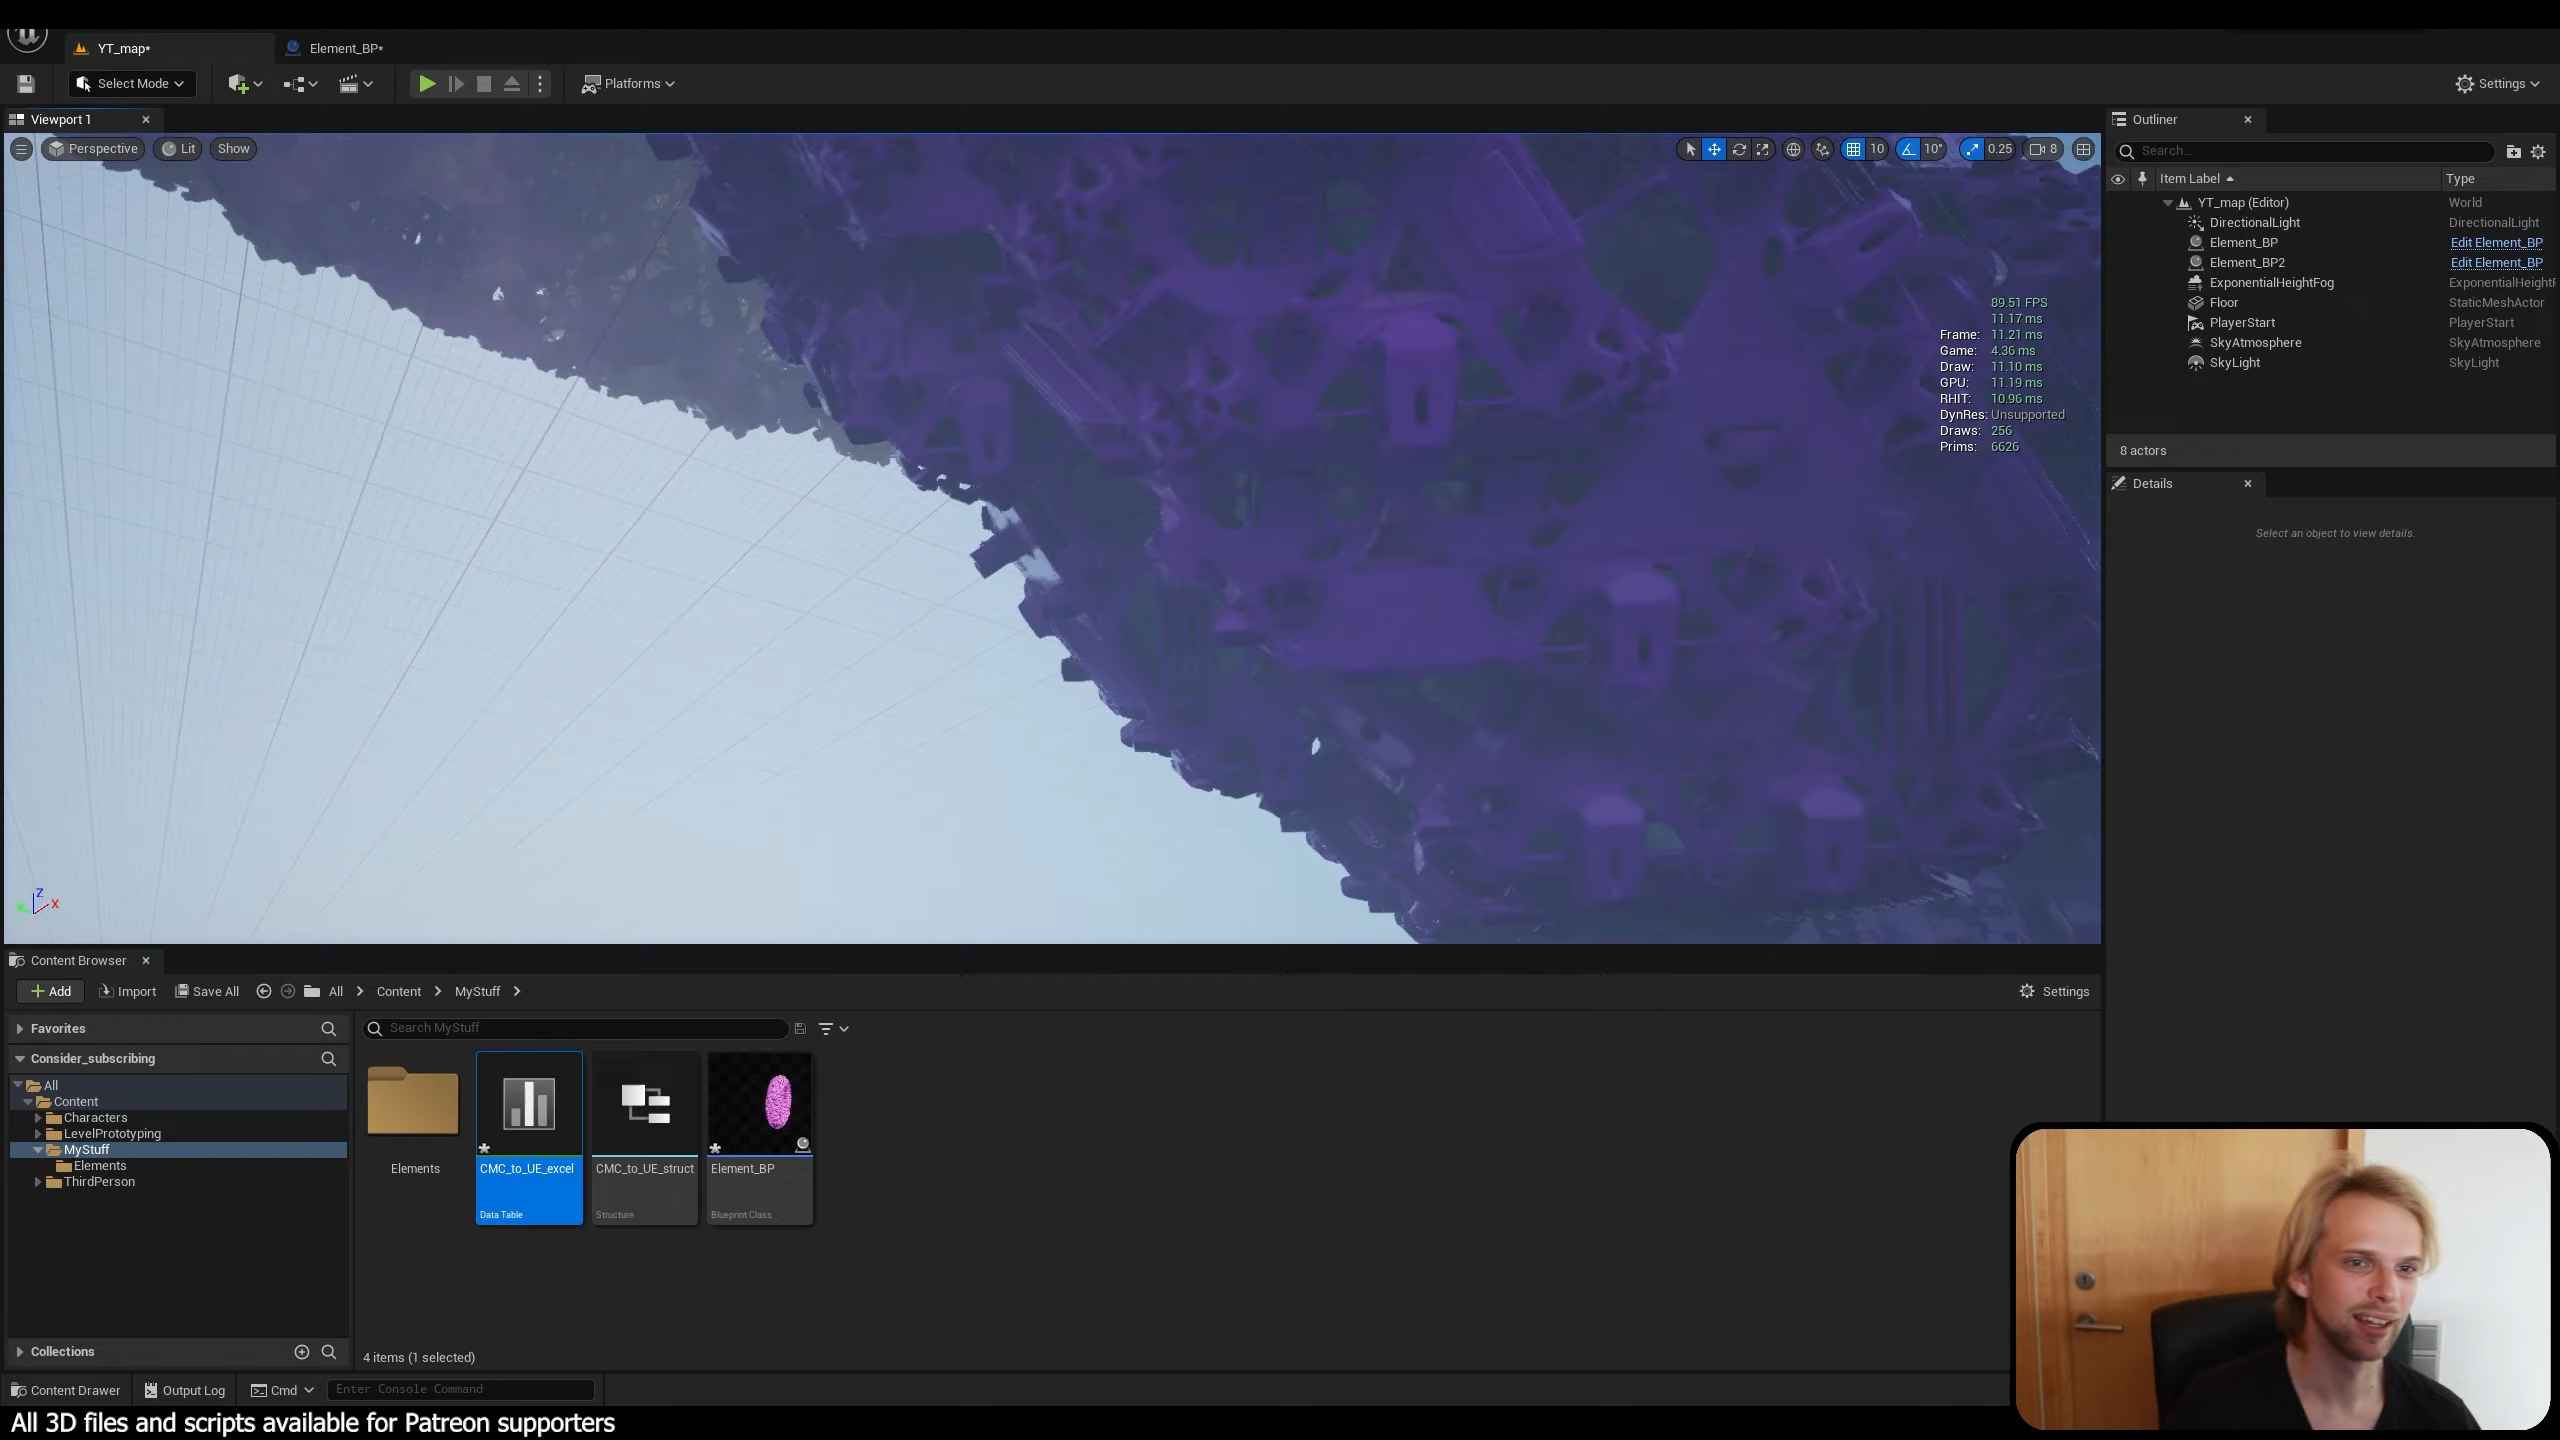 YT_map*
Element_BP*
Select Mode
Platforms
Settings
Viewport 1
Perspective
Lit
Show
10
10°
0.25
8
89.51 FPS
11.17 ms
Frame: 11.21 ms
Game: 4.36 ms
Draw: 11.10 ms
GPU: 11.19 ms
RHIT: 10.96 ms
DynRes: Unsupported
Draws: 256
Prims: 6626
Z
X
Outliner
Search...
Item Label
Type
YT_map (Editor) World
DirectionalLight DirectionalLight
Element_BP Edit Element_BP
Element_BP2 Edit Element_BP
ExponentialHeightFog ExponentialHeightF
Floor StaticMeshActor
PlayerStart PlayerStart
SkyAtmosphere SkyAtmosphere
SkyLight SkyLight
8 actors
Details
Select an object to view details.
Content Browser
Add
Import
Save All
All
Content
MyStuff
Settings
Favorites
Consider_subscribing
All
Content
Characters
LevelPrototyping
MyStuff
Elements
ThirdPerson
Collections
Search MyStuff
Elements
CMC_to_UE_excel
Data Table
CMC_to_UE_struct
Structure
Element_BP
Blueprint Class
4 items (1 selected)
Content Drawer
Output Log
Cmd
Enter Console Command
All 3D files and scripts available for Patreon supporters